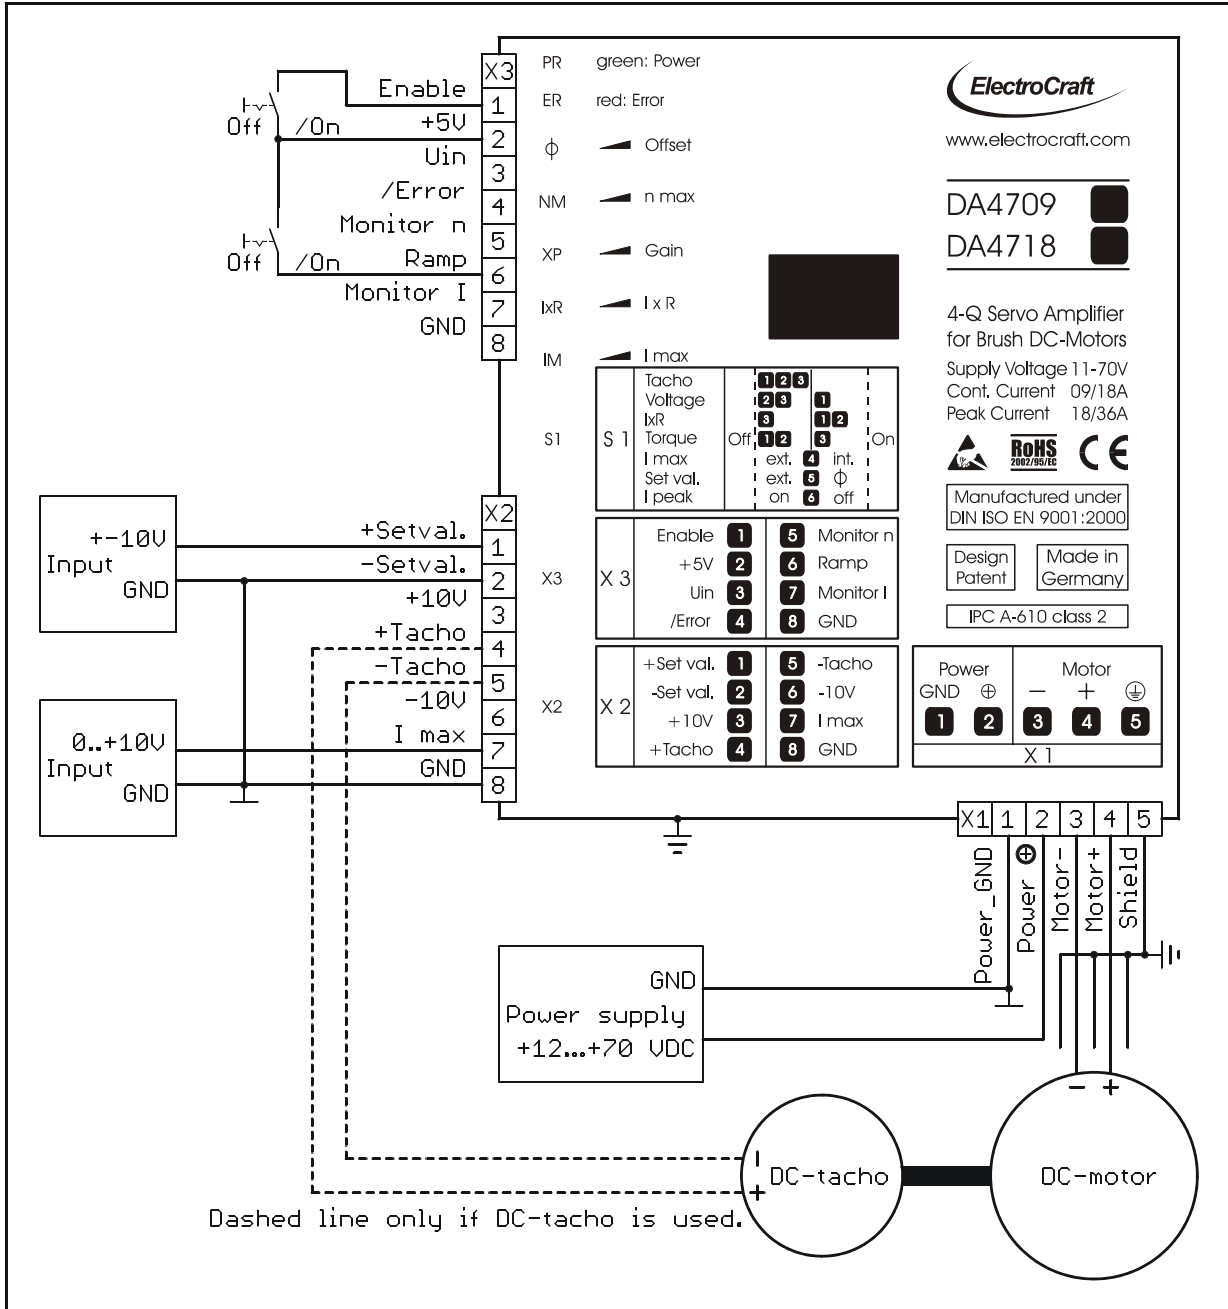 X3
Enable 1
+5V 2
Uin 3
/Error 4
Monitor n 5
Ramp 6
Monitor I 7
GND 8
Off /On
Off /On
PR green: Power
ER red: Error
ϕ Offset
NM n max
XP Gain
IxR I x R
IM I max
S1
S 1
Tacho 1 2 3
Voltage 2 3 1
IxR 3 1 2
Torque Off 1 2 3 On
I max ext. 4 int.
Set val. ext. 5 ϕ
I peak on 6 off
X3
X 3
Enable 1 5 Monitor n
+5V 2 6 Ramp
Uin 3 7 Monitor I
/Error 4 8 GND
X2
X 2
+Set val. 1 5 -Tacho
-Set val. 2 6 -10V
+10V 3 7 I max
+Tacho 4 8 GND
ElectroCraft
www.electrocraft.com
DA4709
DA4718
4-Q Servo Amplifier
for Brush DC-Motors
Supply Voltage 11-70V
Cont. Current 09/18A
Peak Current 18/36A
RoHS
2002/95/EC
CE
Manufactured under
DIN ISO EN 9001:2000
Design
Patent
Made in
Germany
IPC A-610 class 2
Power Motor
GND ⊕ − +
1 2 3 4 5
X 1
X2
+Setval. 1
-Setval. 2
+10V 3
+Tacho 4
-Tacho 5
-10V 6
I max 7
GND 8
+-10V
Input
GND
0..+10V
Input
GND
X1 1 2 3 4 5
Power_GND
Power ⊕
Motor-
Motor+
Shield
GND
Power supply
+12...+70 VDC
− +
DC-tacho
− +
DC-motor
Dashed line only if DC-tacho is used.